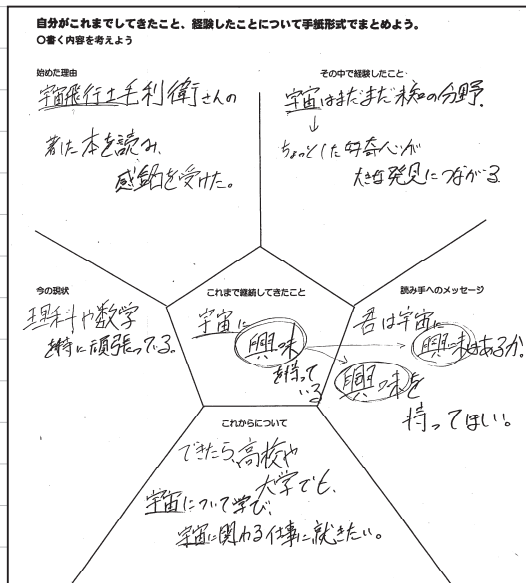 自分がこれまでしてきたこと、経験したことについて手紙形式でまとめよう。
○書く内容を考えよう
始めた理由
宇宙飛行士毛利衛さんの
著した本を読み、
感銘を受けた。
その中で経験したこと
宇宙はまだまだ未知の分野。
↓
ちょっとした好奇心が
大きな発見につながる
今の現状
理科や数学
を特に頑張っている。
これまで継続してきたこと
宇宙に
興味
を持って
いる
読み手へのメッセージ
君は宇宙に
興味はあるか。
興味を
持ってほしい。
これからについて
できたら、高校や
大学でも、
宇宙について学び、
宇宙に関わる仕事に就きたい。